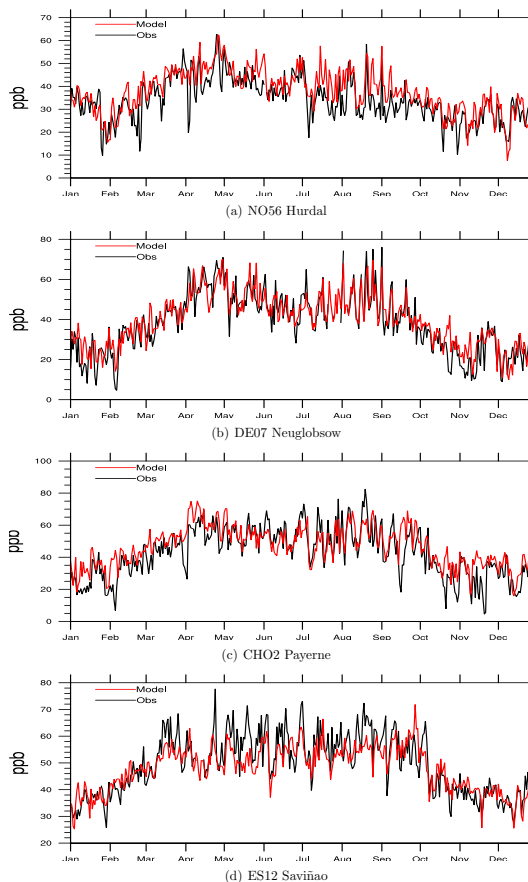 70
60
50
40
30
20
10
0
ppb
Model
Obs
Jan Feb Mar Apr May Jun Jul Aug Sep Oct Nov Dec
(a) NO56 Hurdal
80
60
40
20
0
ppb
Model
Obs
Jan Feb Mar Apr May Jun Jul Aug Sep Oct Nov Dec
(b) DE07 Neuglobsow
100
80
60
40
20
0
ppb
Model
Obs
Jan Feb Mar Apr May Jun Jul Aug Sep Oct Nov Dec
(c) CHO2 Payerne
80
70
60
50
40
30
20
ppb
Model
Obs
Jan Feb Mar Apr May Jun Jul Aug Sep Oct Nov Dec
(d) ES12 Saviñao